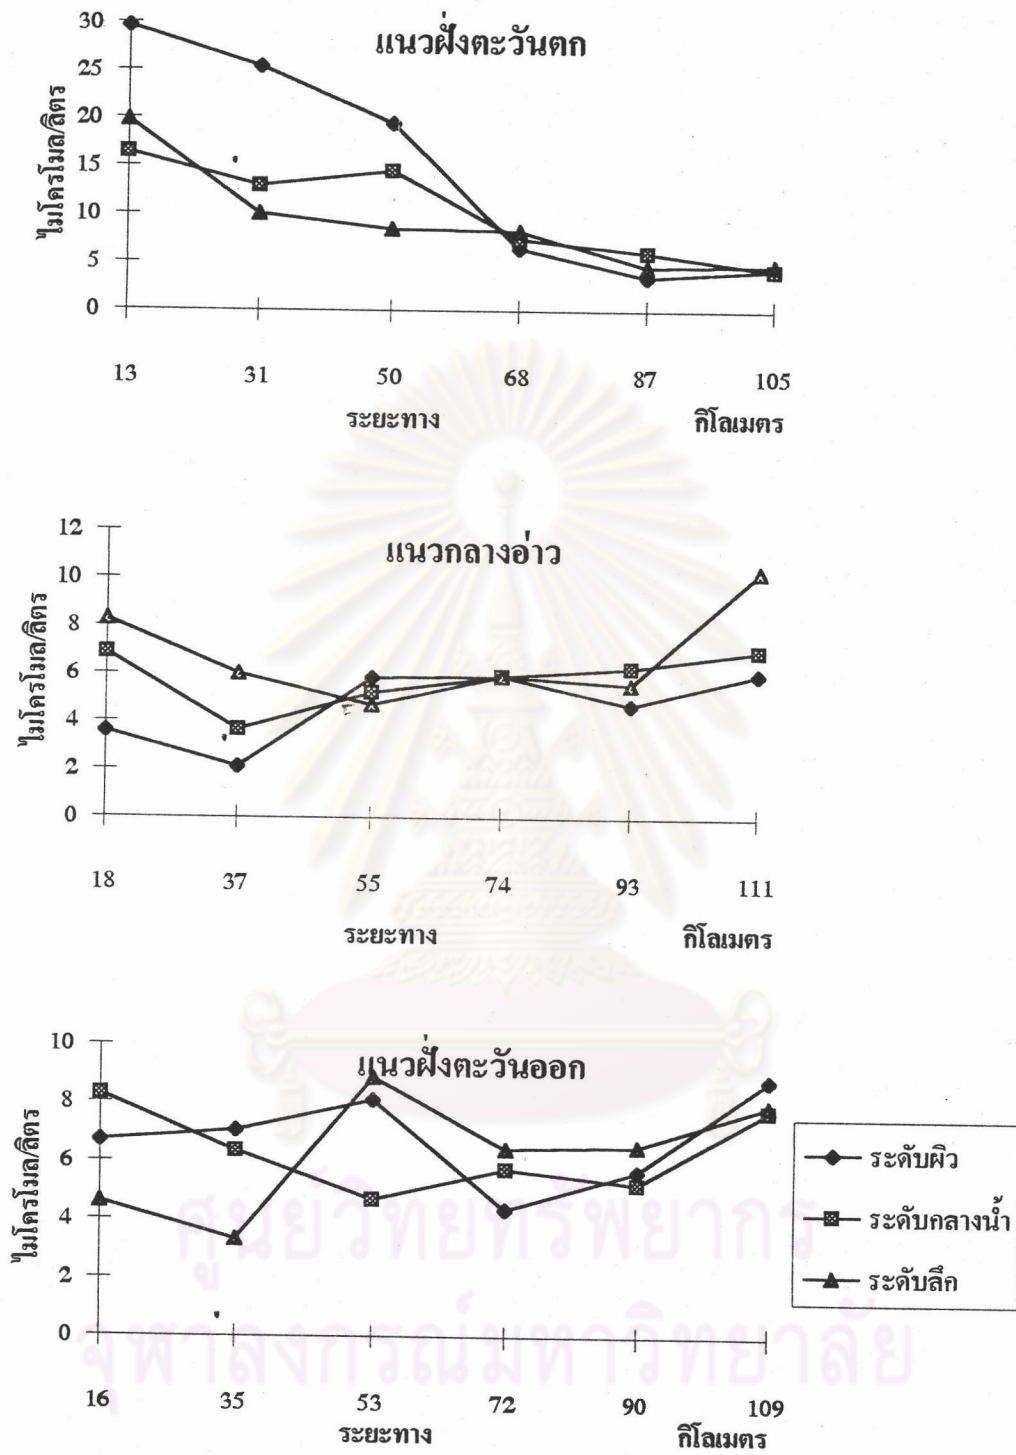 แนวฝั่งตะวันตก
ไมโครโมล/ลิตร
30
25
20
15
10
5
0
13 31 50 68 87 105
ระยะทาง กิโลเมตร
แนวกลางอ่าว
ไมโครโมล/ลิตร
12
10
8
6
4
2
0
18 37 55 74 93 111
ระยะทาง กิโลเมตร
แนวฝั่งตะวันออก
ไมโครโมล/ลิตร
10
8
6
4
2
0
16 35 53 72 90 109
ระยะทาง กิโลเมตร
ระดับผิว
ระดับกลางน้ำ
ระดับลึก
ศูนย์วิทยทรัพยากร
จุฬาลงกรณ์มหาวิทยาลัย